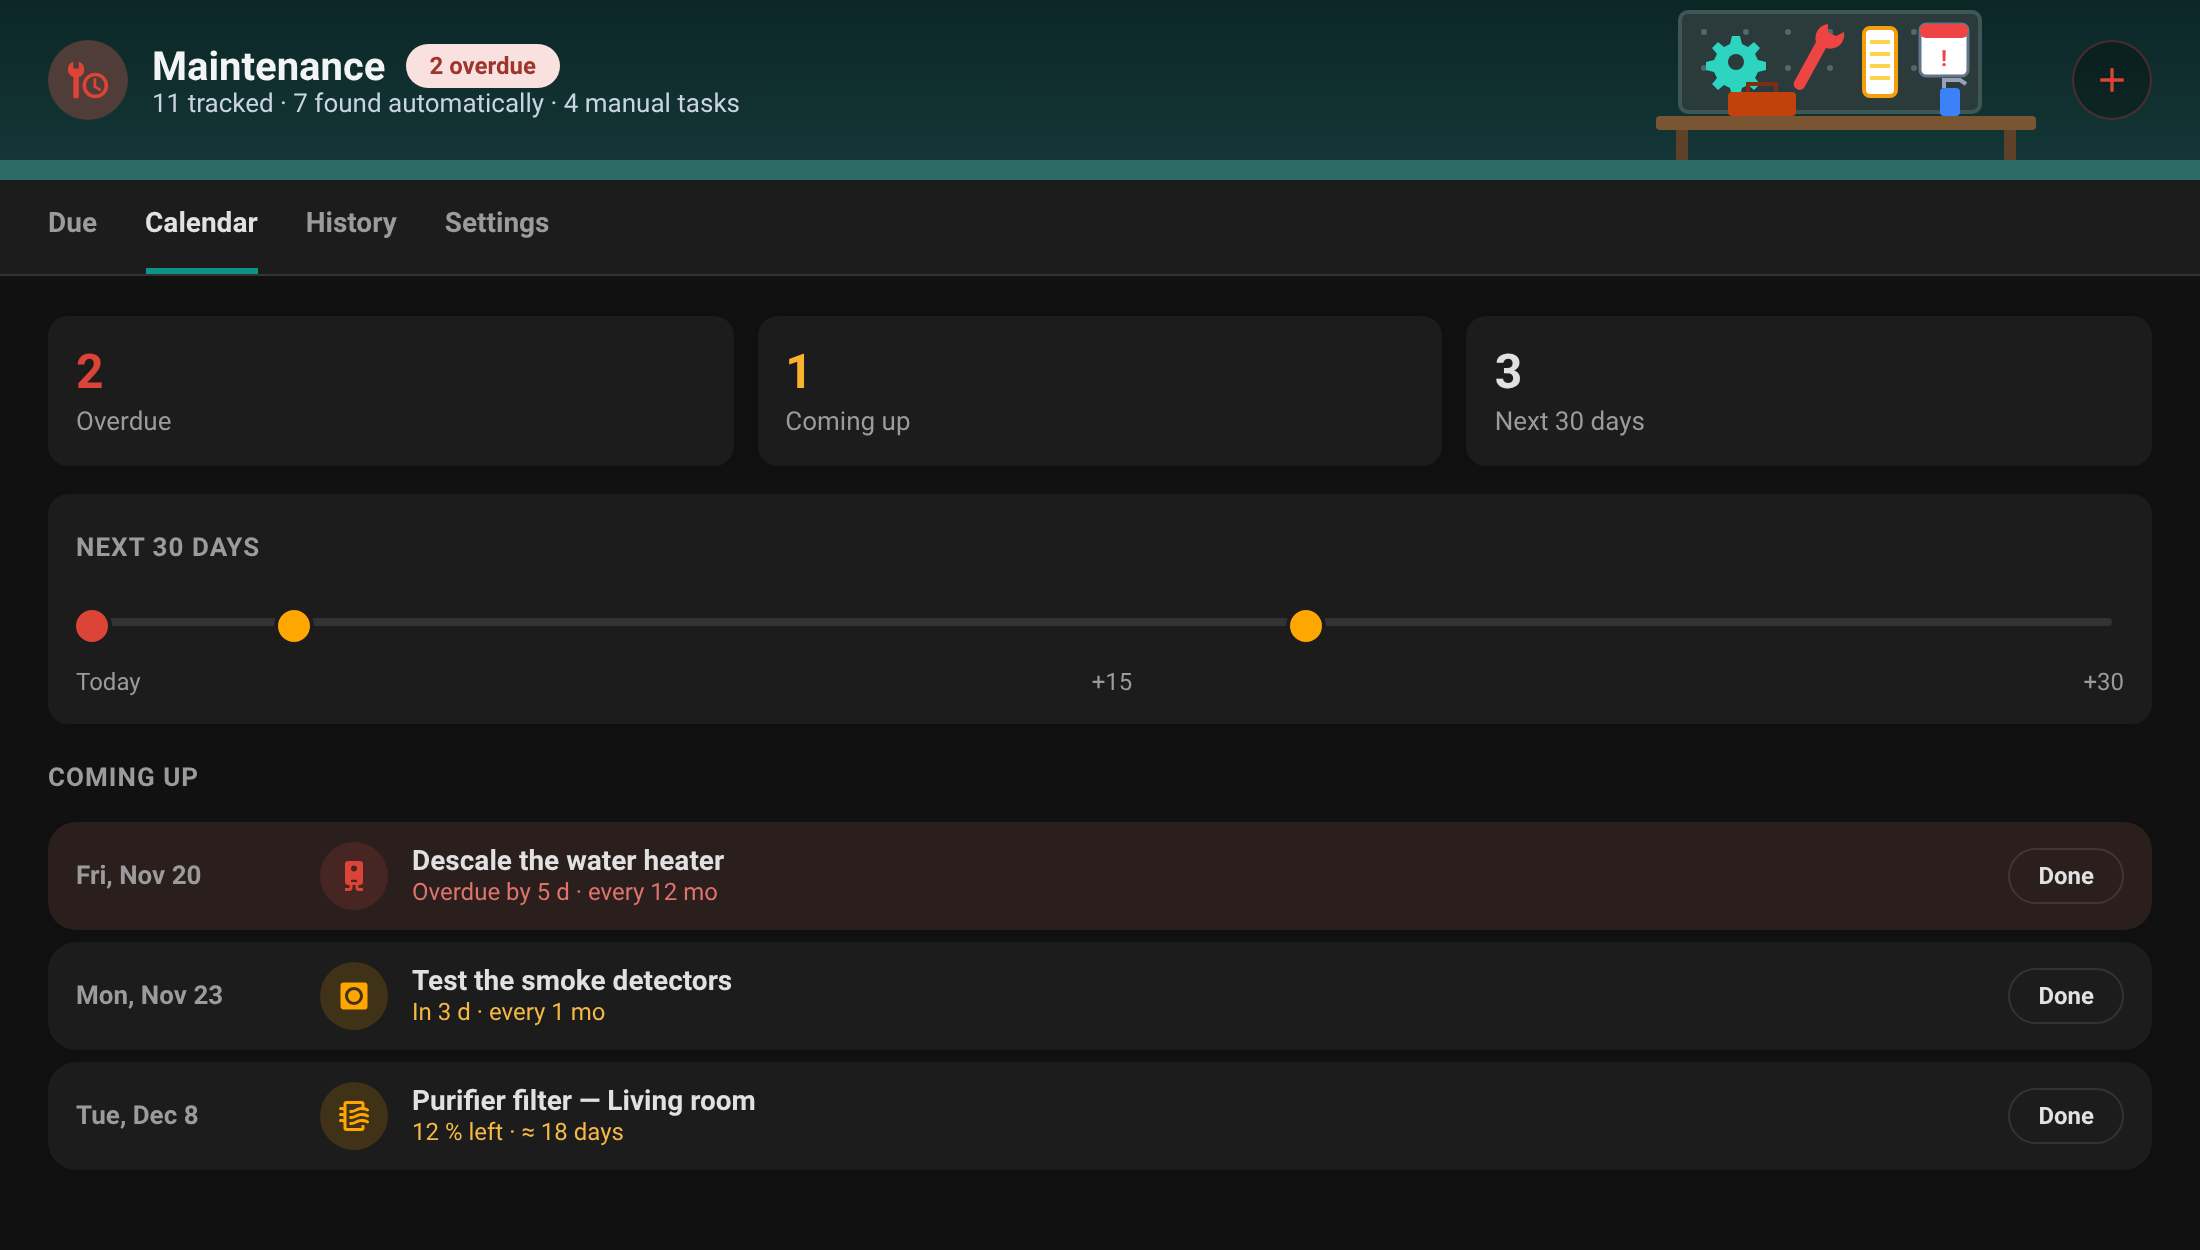 Maintenance
2 overdue
11 tracked · 7 found automatically · 4 manual tasks
!
+
Due
Calendar
History
Settings
2
Overdue
1
Coming up
3
Next 30 days
NEXT 30 DAYS
Today
+15
+30
COMING UP
Fri, Nov 20
Descale the water heater
Overdue by 5 d · every 12 mo
Done
Mon, Nov 23
Test the smoke detectors
In 3 d · every 1 mo
Done
Tue, Dec 8
Purifier filter — Living room
12 % left · ≈ 18 days
Done